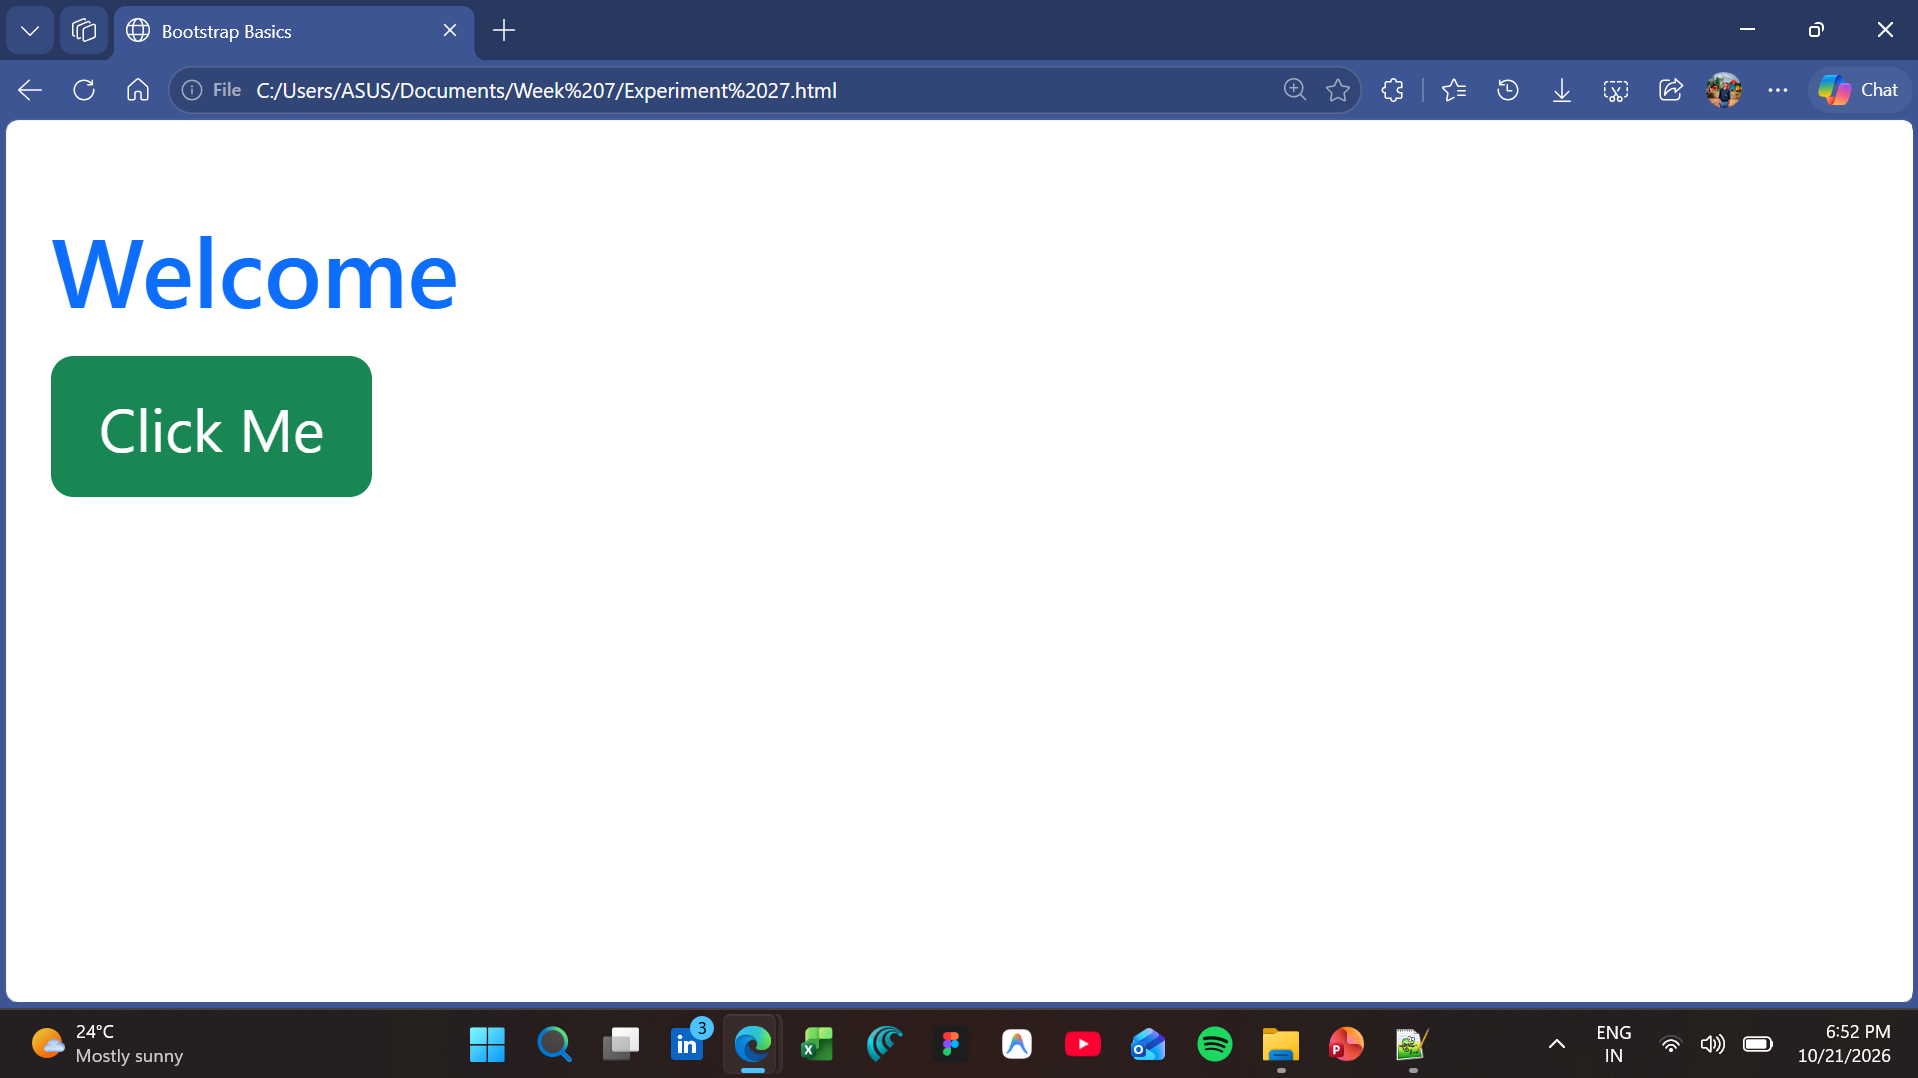 Bootstrap Basics
File C:/Users/ASUS/Documents/Week%207/Experiment%2027.html
Chat
Welcome
Click Me
24°C
Mostly sunny
3
ENG
IN
6:52 PM
10/21/2026